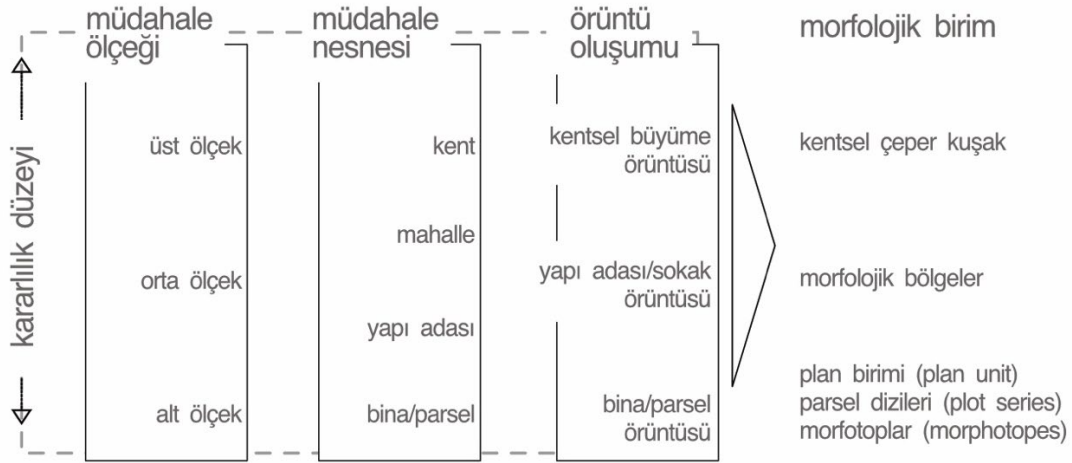 müdahale
ölçeği
müdahale
nesnesi
örüntü
oluşumu
morfolojik birim
kararlılık düzeyi
üst ölçek
kent
kentsel büyüme
örüntüsü
kentsel çeper kuşak
mahalle
orta ölçek
yapı adası/sokak
örüntüsü
morfolojik bölgeler
yapı adası
alt ölçek
bina/parsel
bina/parsel
örüntüsü
plan birimi (plan unit)
parsel dizileri (plot series)
morfotoplar (morphotopes)